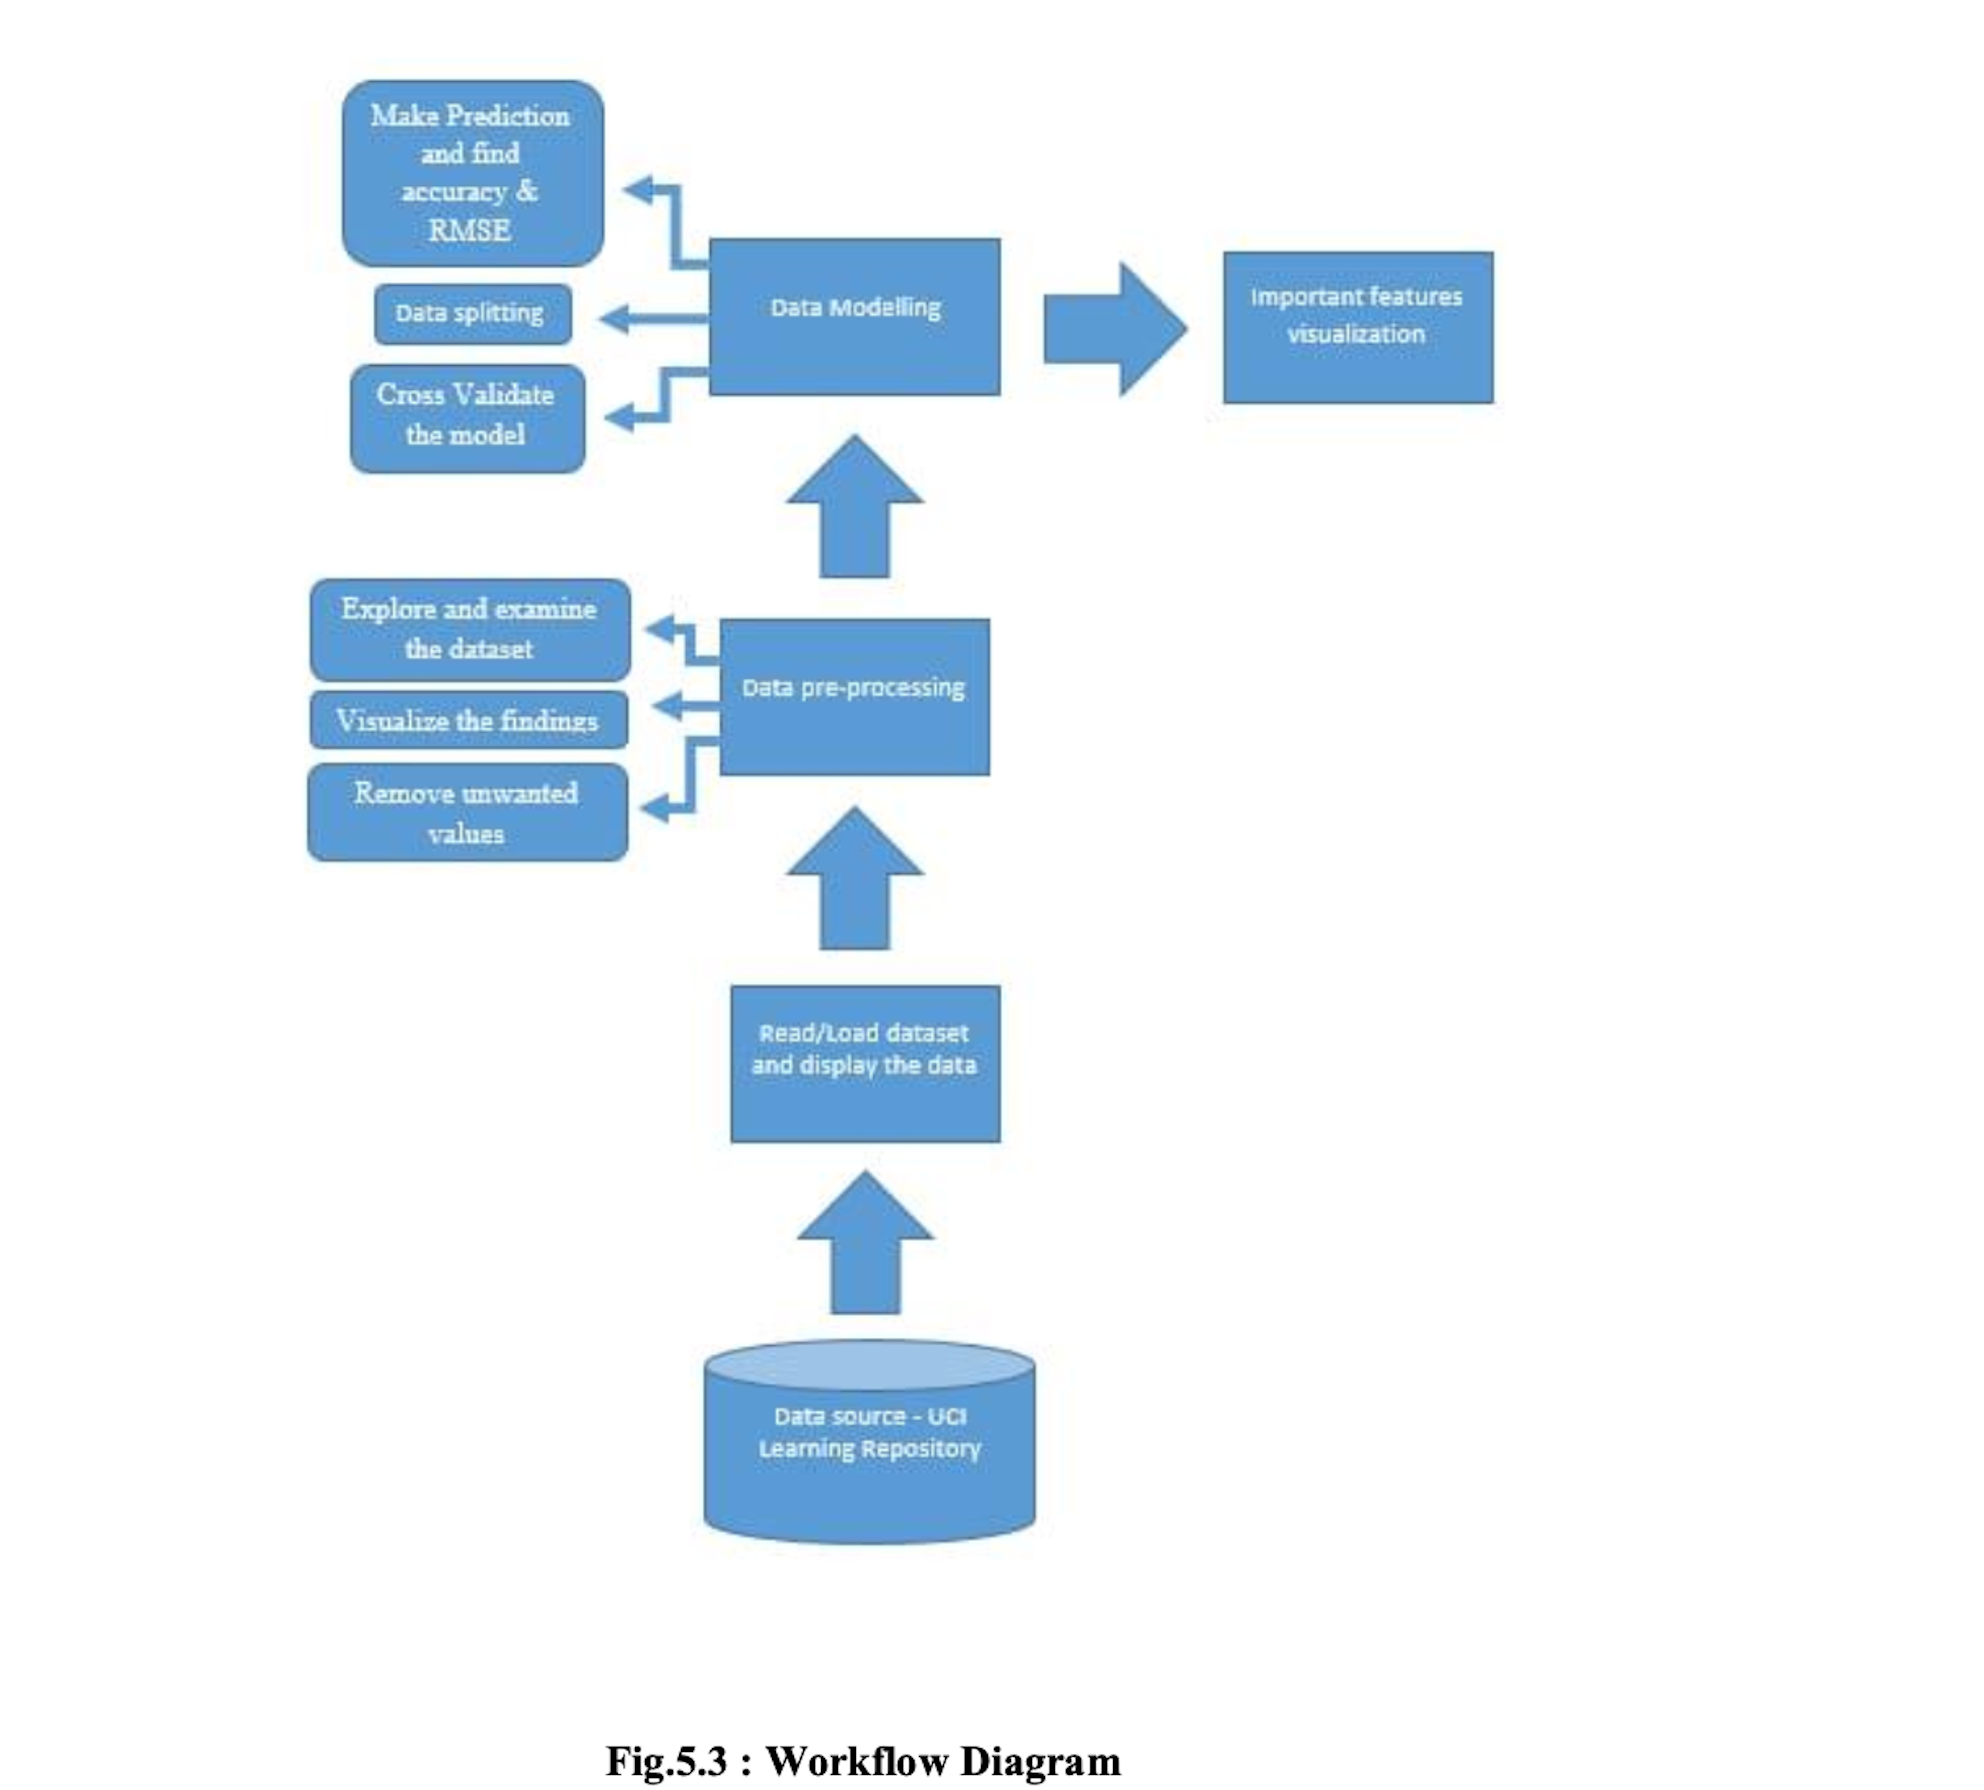 Make Prediction
and find
accuracy &
RMSE
Data splitting
Cross Validate
the model
Data Modelling
Important features
visualization
Explore and examine
the dataset
Visualize the findings
Remove unwanted
values
Data pre-processing
Read/Load dataset
and display the data
Data source - UCI
Learning Repository
Fig.5.3 : Workflow Diagram